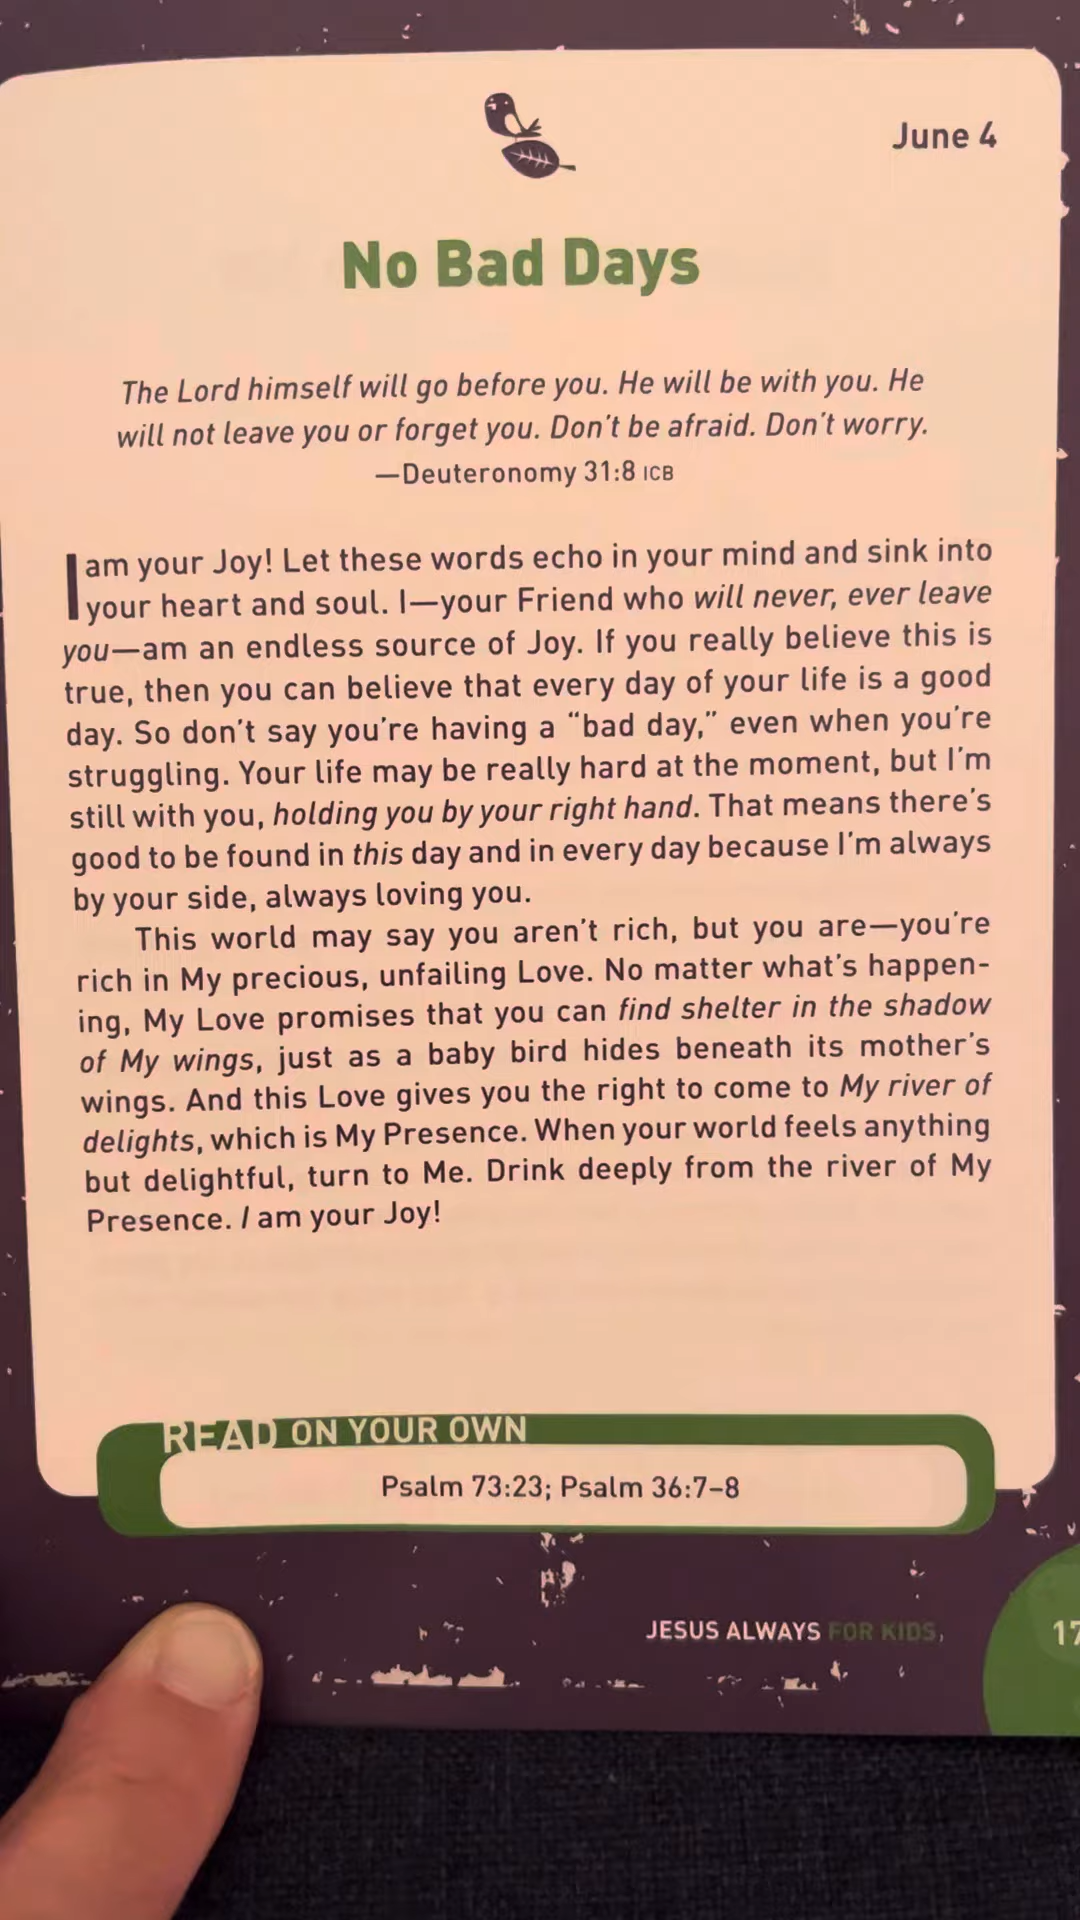 June 4
No Bad Days
The Lord himself will go before you. He will be with you. He
will not leave you or forget you. Don't be afraid. Don't worry.
—Deuteronomy 31:8 ICB
I am your Joy! Let these words echo in your mind and sink into
your heart and soul. I—your Friend who will never, ever leave
you—am an endless source of Joy. If you really believe this is
true, then you can believe that every day of your life is a good
day. So don't say you're having a “bad day,” even when you're
struggling. Your life may be really hard at the moment, but I'm
still with you, holding you by your right hand. That means there's
good to be found in this day and in every day because I'm always
by your side, always loving you.
This world may say you aren't rich, but you are—you're
rich in My precious, unfailing Love. No matter what's happen-
ing, My Love promises that you can find shelter in the shadow
of My wings, just as a baby bird hides beneath its mother's
wings. And this Love gives you the right to come to My river of
delights, which is My Presence. When your world feels anything
but delightful, turn to Me. Drink deeply from the river of My
Presence. I am your Joy!
READ ON YOUR OWN
Psalm 73:23; Psalm 36:7–8
JESUS ALWAYS FOR KIDS,